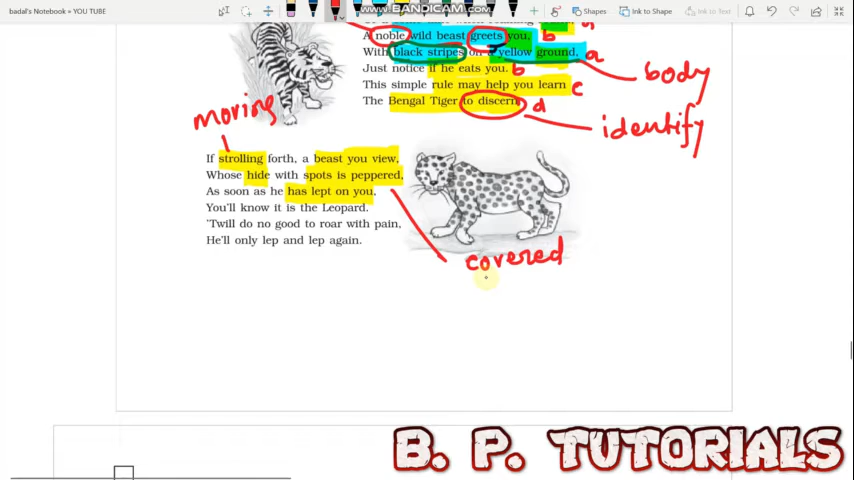 badal's Notebook » YOU TUBE
WWW.BANDICAM.COM
Shapes
Ink to Shape
Ink to Text
A noble wild beast greets you, b
With black stripes on a yellow ground, a
Just notice if he eats you. b
body
This simple rule may help you learn c
The Bengal Tiger to discern. d
moving
identify
If strolling forth, a beast you view,
Whose hide with spots is peppered,
As soon as he has lept on you,
You'll know it is the Leopard.
'Twill do no good to roar with pain,
He'll only lep and lep again.
covered
B. P. TUTORIALS